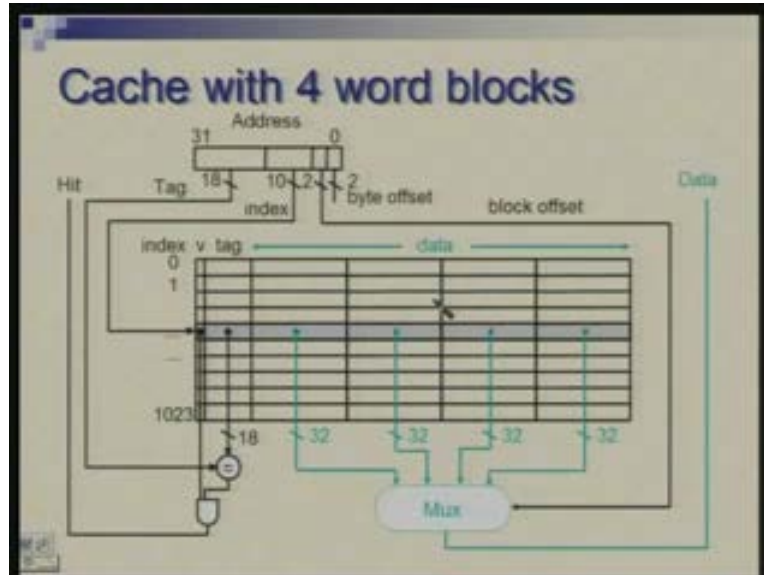 Cache with 4 word blocks
Address
31 0
Hit Tag 18 10 2 2 Data
index byte offset block offset
index v tag data
0
1
1023
18 32 32 32 32
=
Mux